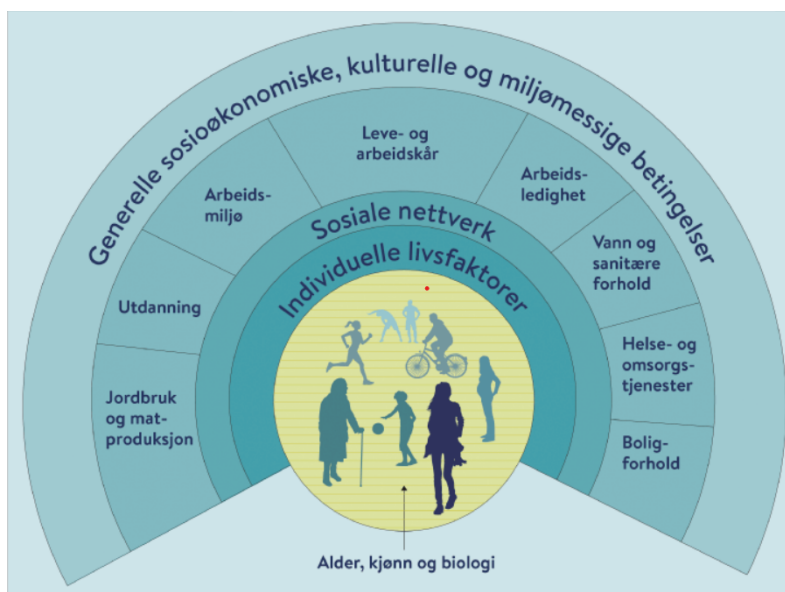 Generelle sosioøkonomiske, kulturelle og miljømessige betingelser
Leve- og
arbeidskår
Arbeids-
miljø
Arbeids-
ledighet
Sosiale nettverk
Vann og
sanitære
forhold
Individuelle livsfaktorer
Utdanning
Helse- og
omsorgs-
tjenester
Jordbruk
og mat-
produksjon
Bolig-
forhold
Alder, kjønn og biologi